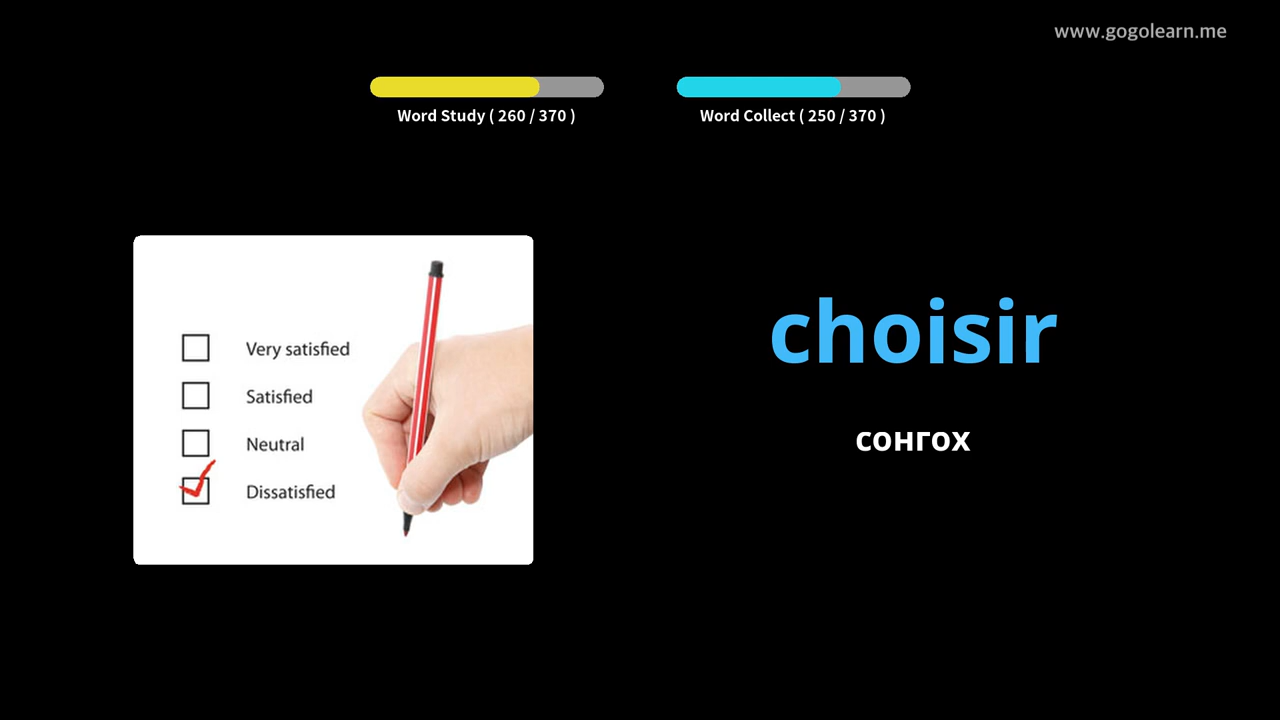 www.gogolearn.me
Word Study ( 260 / 370 )
Word Collect ( 250 / 370 )
Very satisfied
Satisfied
Neutral
Dissatisfied
choisir
сонгох